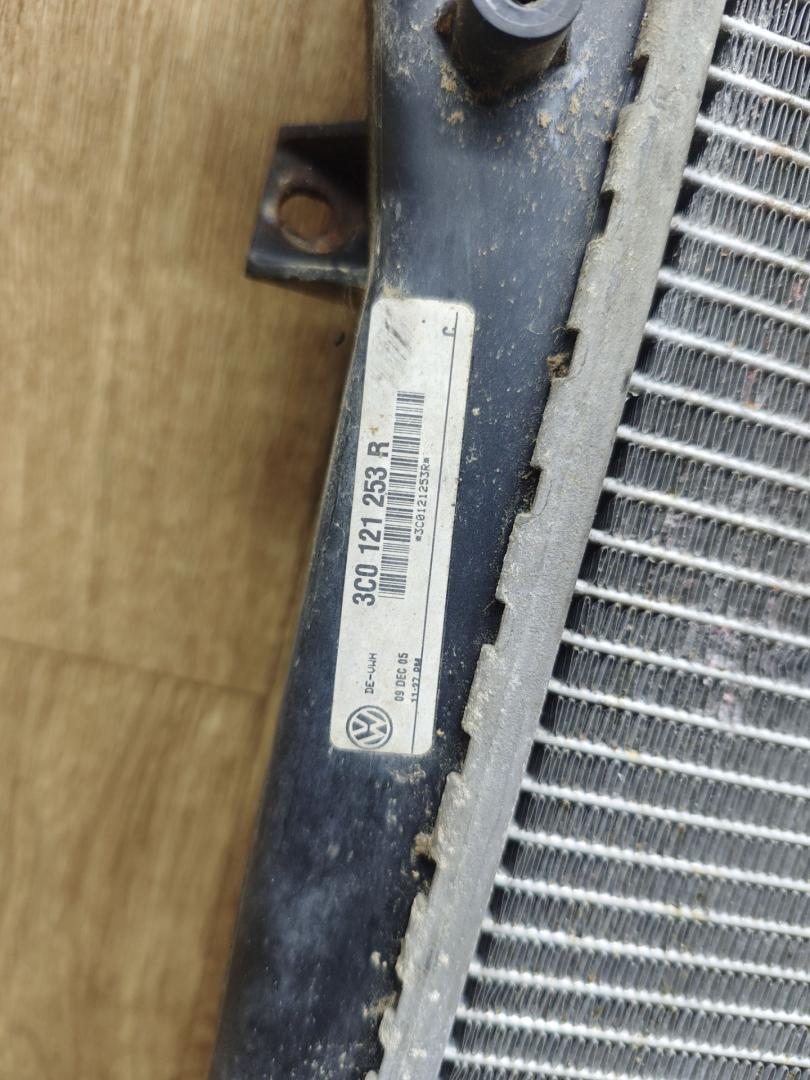 C
3C0 121 253 R
*3C0121253R*
DE-VWH
09 DEC 05
11:27 PM